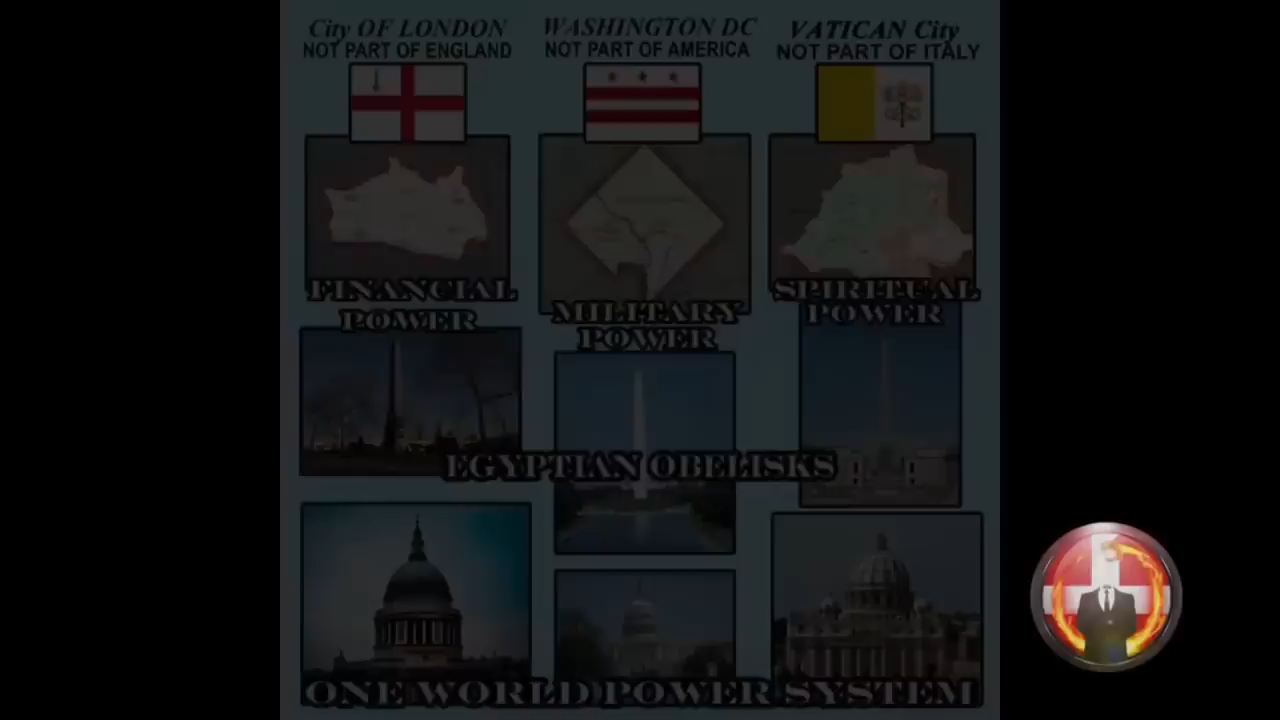 City OF LONDON
NOT PART OF ENGLAND
WASHINGTON DC
NOT PART OF AMERICA
VATICAN City
NOT PART OF ITALY
FINANCIAL
POWER
MILITARY
POWER
SPIRITUAL
POWER
EGYPTIAN OBELISKS
ONE WORLD POWER SYSTEM